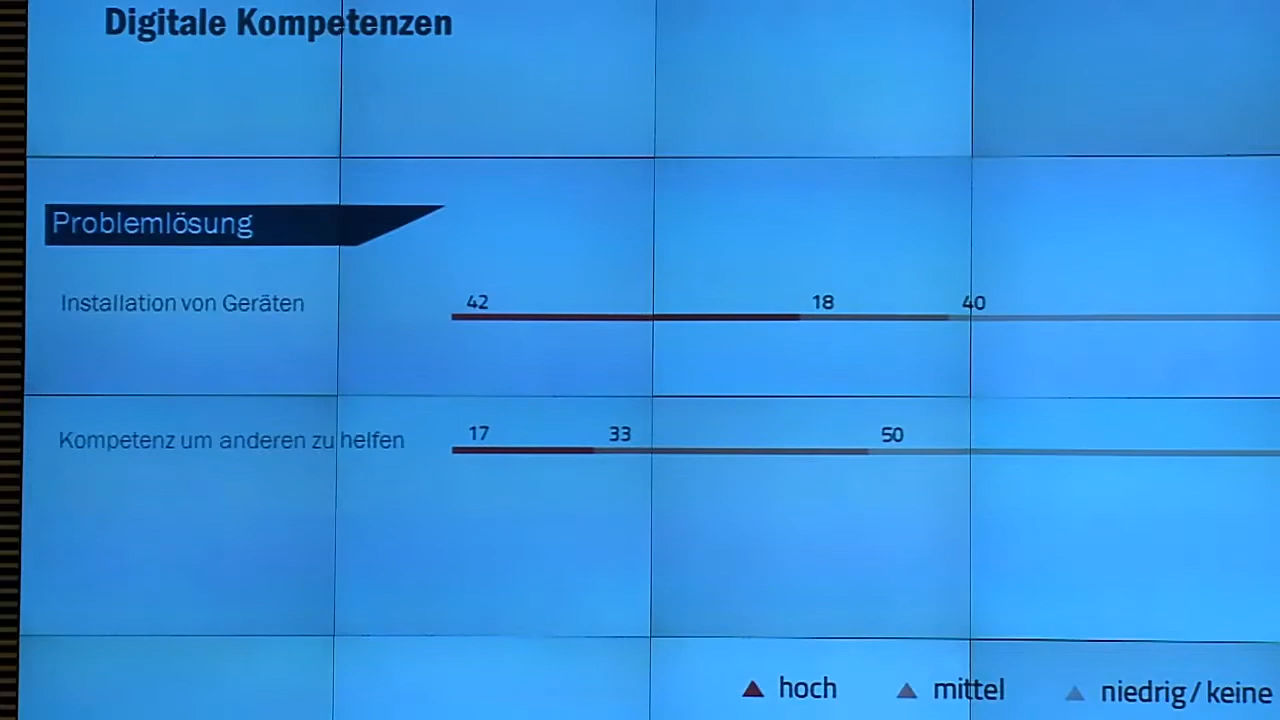 Digitale Kompetenzen
Problemlösung
Installation von Geräten
42 18 40
Kompetenz um anderen zu helfen
17 33 50
hoch mittel niedrig / keine